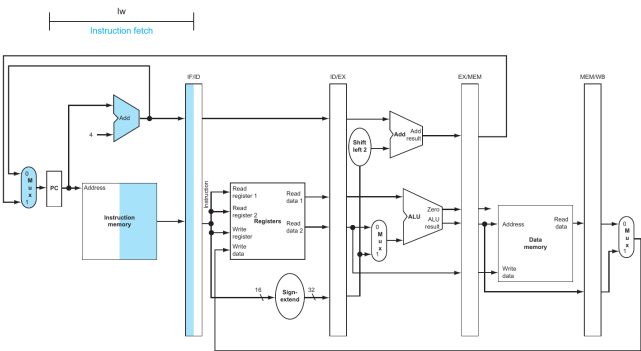 lw
Instruction fetch
IF/ID
ID/EX
EX/MEM
MEM/WB
Add
4
Shift
left 2
Add
Add
result
0
M
u
x
1
PC
Address
Instruction
memory
Instruction
Read
register 1
Read
register 2
Write
register
Write
data
Registers
Read
data 1
Read
data 2
16
Sign-
extend
32
0
M
u
x
1
ALU
Zero
ALU
result
Address
Write
data
Data
memory
Read
data
0
M
u
x
1